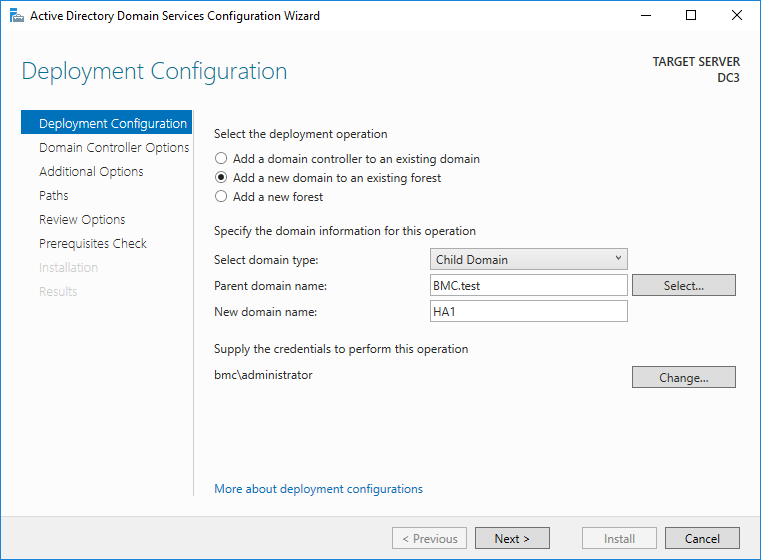 Active Directory Domain Services Configuration Wizard
Deployment Configuration
TARGET SERVER
DC3
Deployment Configuration
Domain Controller Options
Additional Options
Paths
Review Options
Prerequisites Check
Installation
Results
Select the deployment operation
Add a domain controller to an existing domain
Add a new domain to an existing forest
Add a new forest
Specify the domain information for this operation
Select domain type: Child Domain
Parent domain name: BMC.test Select...
New domain name: HA1
Supply the credentials to perform this operation
bmc\administrator Change...
More about deployment configurations
< Previous Next > Install Cancel